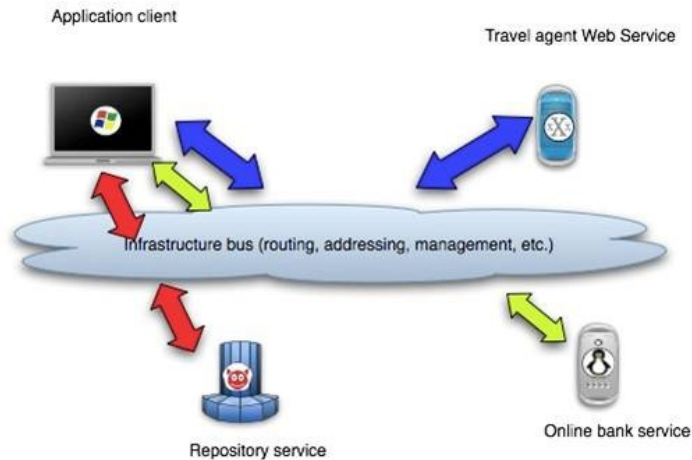 Application client
Travel agent Web Service
X
Infrastructure bus (routing, addressing, management, etc.)
Repository service
Online bank service